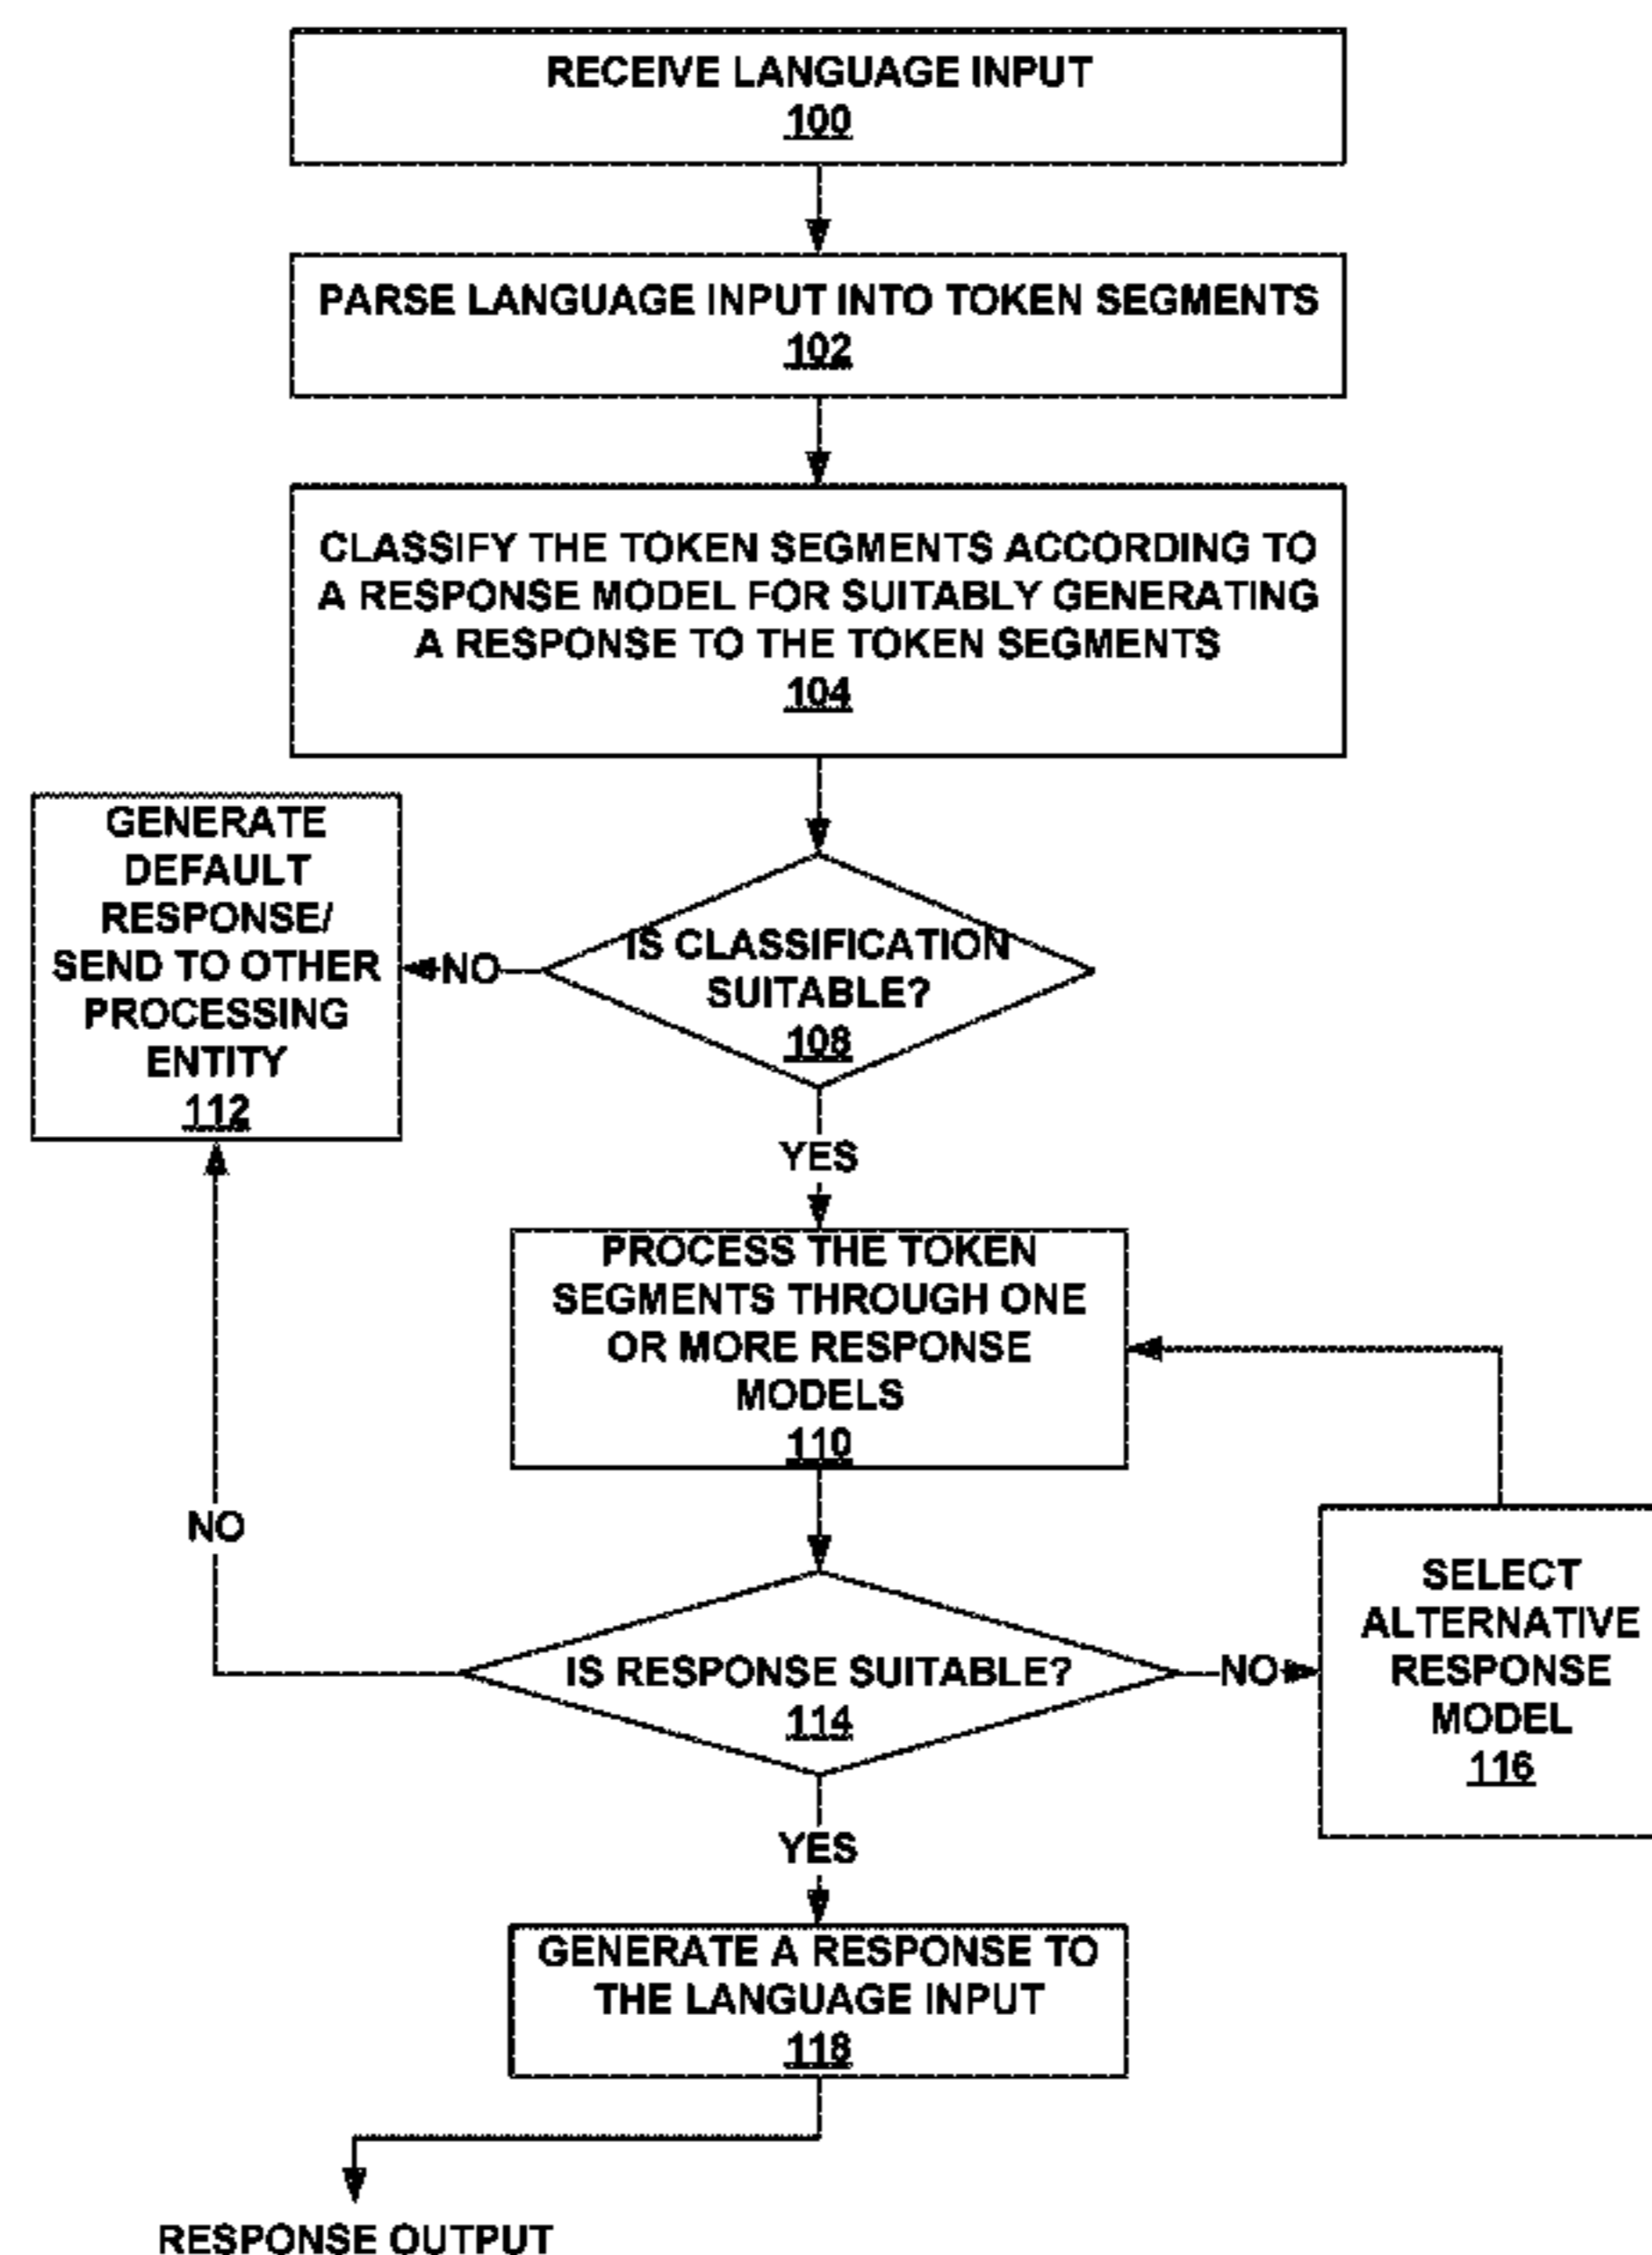 RECEIVE LANGUAGE INPUT
100
PARSE LANGUAGE INPUT INTO TOKEN SEGMENTS
102
CLASSIFY THE TOKEN SEGMENTS ACCORDING TO
A RESPONSE MODEL FOR SUITABLY GENERATING
A RESPONSE TO THE TOKEN SEGMENTS
104
GENERATE
DEFAULT
RESPONSE/
SEND TO OTHER
PROCESSING
ENTITY
112
NO
IS CLASSIFICATION
SUITABLE?
108
YES
PROCESS THE TOKEN
SEGMENTS THROUGH ONE
OR MORE RESPONSE
MODELS
110
NO
IS RESPONSE SUITABLE?
114
NO
SELECT
ALTERNATIVE
RESPONSE
MODEL
116
YES
GENERATE A RESPONSE TO
THE LANGUAGE INPUT
118
RESPONSE OUTPUT